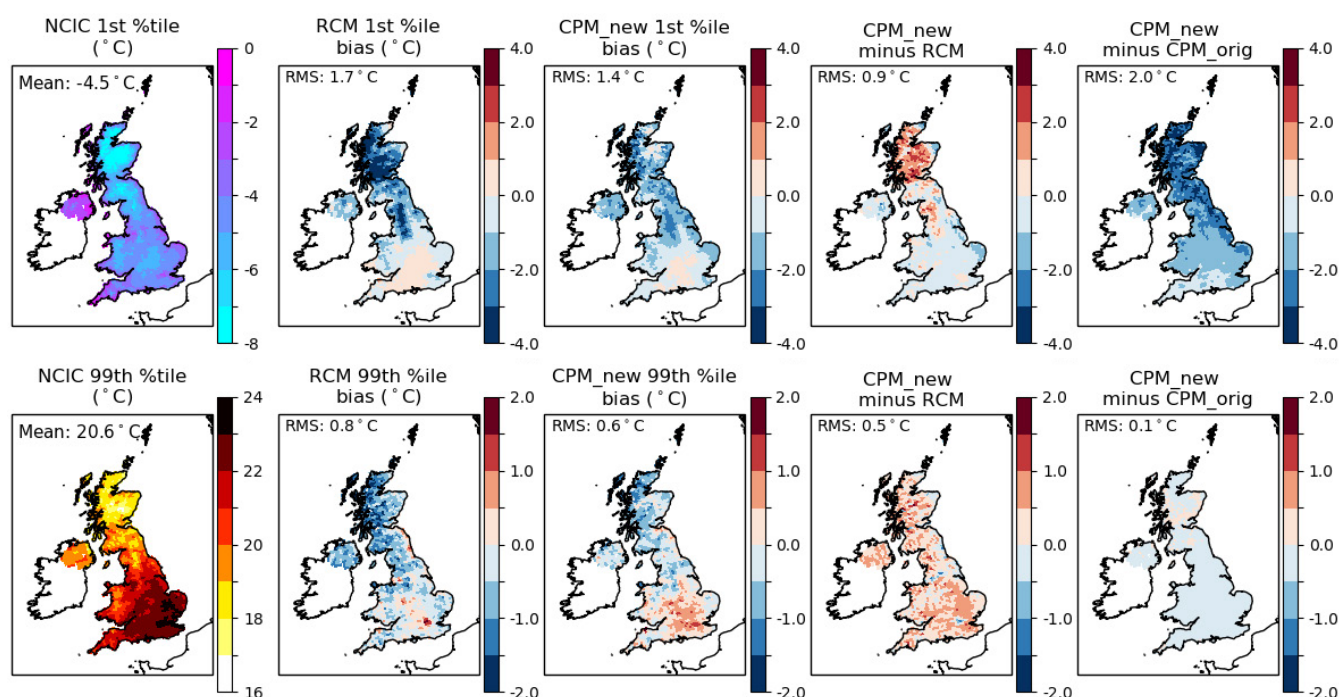 NCIC 1st %tile
(°C)
RCM 1st %ile
bias (°C)
CPM_new 1st %ile
bias (°C)
CPM_new
minus RCM
CPM_new
minus CPM_orig
Mean: -4.5°C
RMS: 1.7°C
RMS: 1.4°C
RMS: 0.9°C
RMS: 2.0°C
0
-2
-4
-6
-8
4.0
2.0
0.0
-2.0
-4.0
4.0
2.0
0.0
-2.0
-4.0
4.0
2.0
0.0
-2.0
-4.0
4.0
2.0
0.0
-2.0
-4.0
NCIC 99th %tile
(°C)
RCM 99th %ile
bias (°C)
CPM_new 99th %ile
bias (°C)
CPM_new
minus RCM
CPM_new
minus CPM_orig
Mean: 20.6°C
RMS: 0.8°C
RMS: 0.6°C
RMS: 0.5°C
RMS: 0.1°C
24
22
20
18
16
2.0
1.0
0.0
-1.0
-2.0
2.0
1.0
0.0
-1.0
-2.0
2.0
1.0
0.0
-1.0
-2.0
2.0
1.0
0.0
-1.0
-2.0